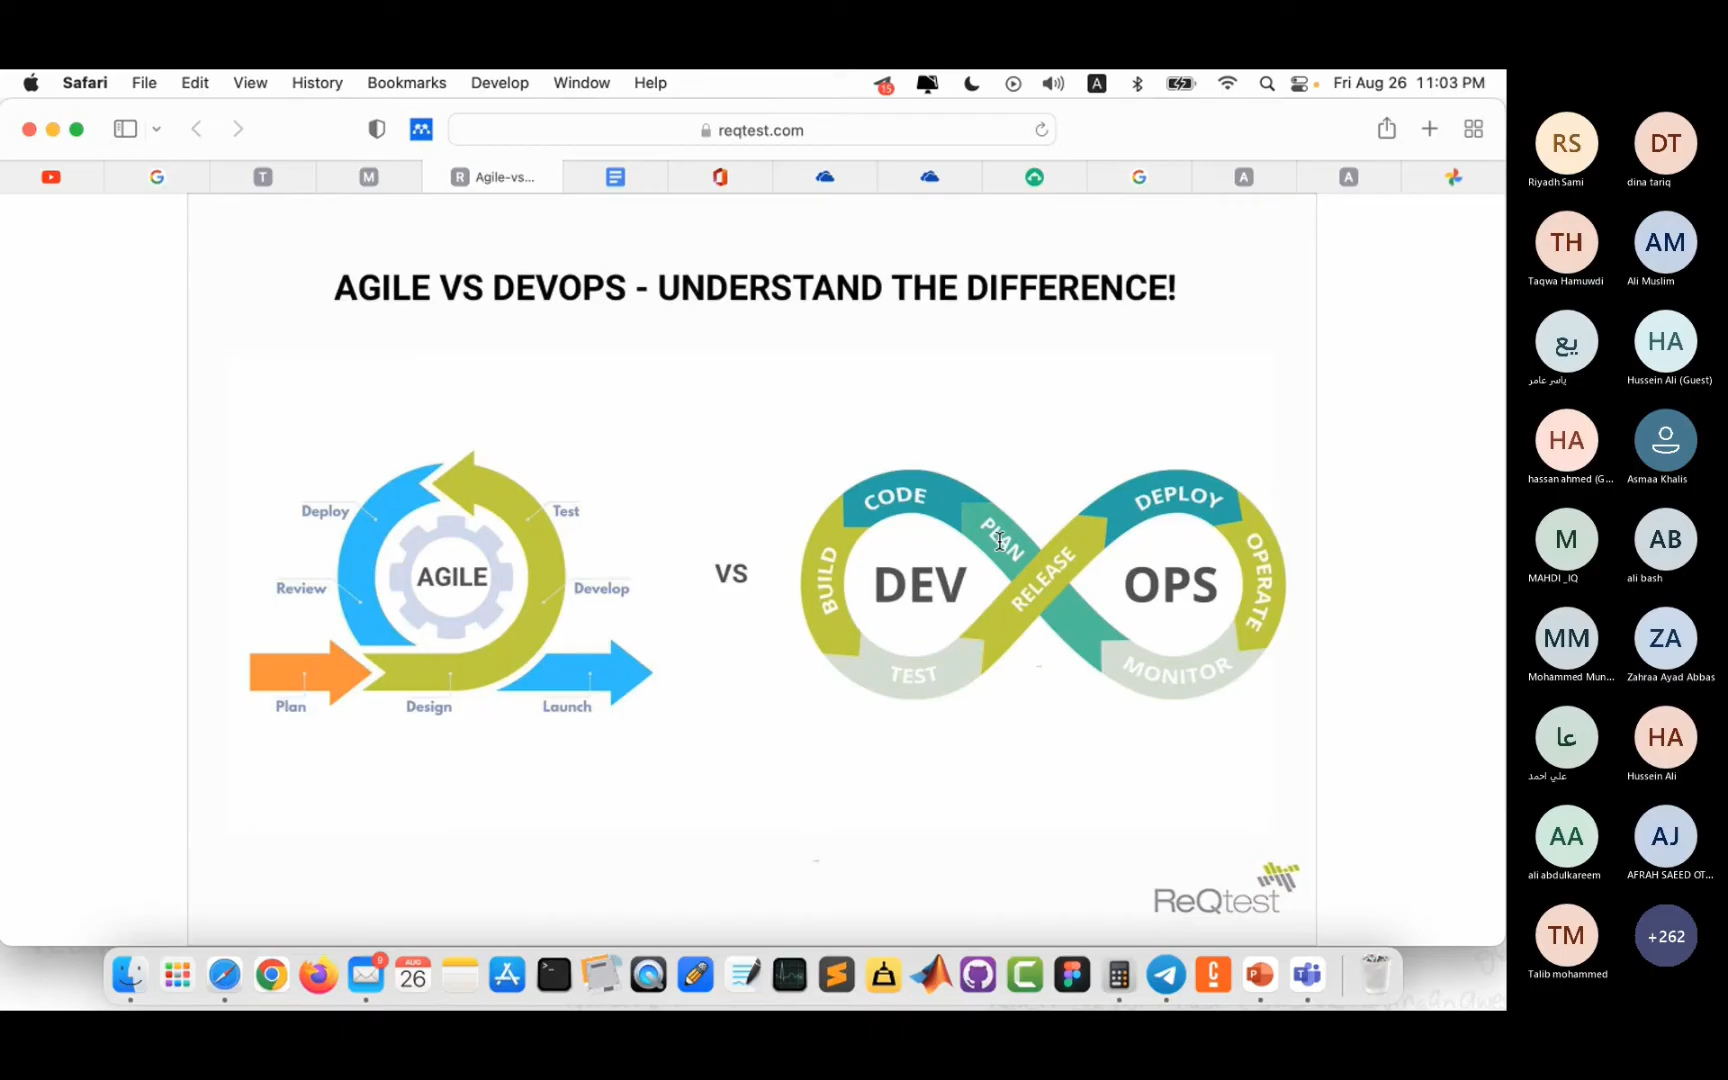 Safari File Edit View History Bookmarks Develop Window Help 15 A Fri Aug 26 11:03 PM
reqtest.com
T M R Agile-vs... A A
AGILE VS DEVOPS - UNDERSTAND THE DIFFERENCE!
Deploy
Test
Review
AGILE
Develop
Plan
Design
Launch
VS
CODE
PLAN
BUILD
DEV
TEST
RELEASE
DEPLOY
OPS
OPERATE
MONITOR
ReQtest
9
AUG
26
RS DT
Riyadh Sami dina tariq
TH AM
Taqwa Hamuwdi Ali Muslim
يع HA
ياسر عامر Hussein Ali (Guest)
HA
hassan ahmed (G... Asmaa Khalis
M AB
MAHDI _IQ ali bash
MM ZA
Mohammed Mun... Zahraa Ayad Abbas
عا HA
علي احمد Hussein Ali
AA AJ
ali abdulkareem AFRAH SAEED OT...
TM +262
Talib mohammed